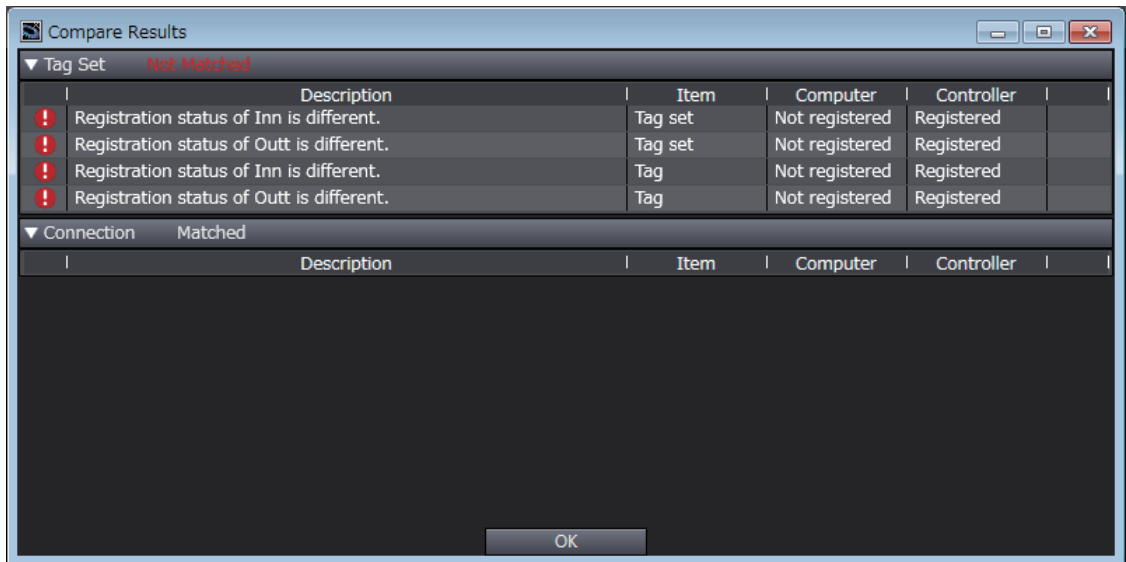 Compare Results
Tag Set Not Matched
Description Item Computer Controller
Registration status of Inn is different. Tag set Not registered Registered
Registration status of Outt is different. Tag set Not registered Registered
Registration status of Inn is different. Tag Not registered Registered
Registration status of Outt is different. Tag Not registered Registered
Connection Matched
Description Item Computer Controller
OK